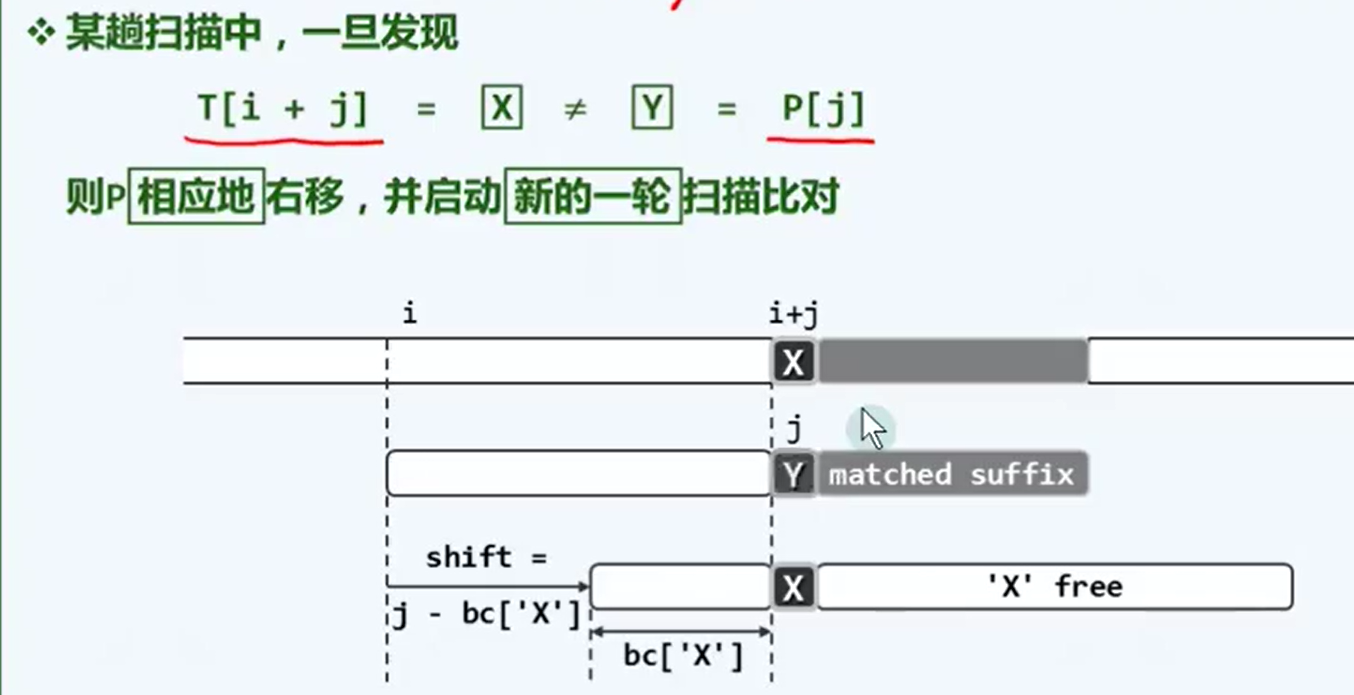 ❖ 某趟扫描中，一旦发现
T[i + j] = X ≠ Y = P[j]
则P相应地右移，并启动新的一轮扫描比对
i i+j
X
j
Y matched suffix
shift =
X 'X' free
j - bc['X']
bc['X']